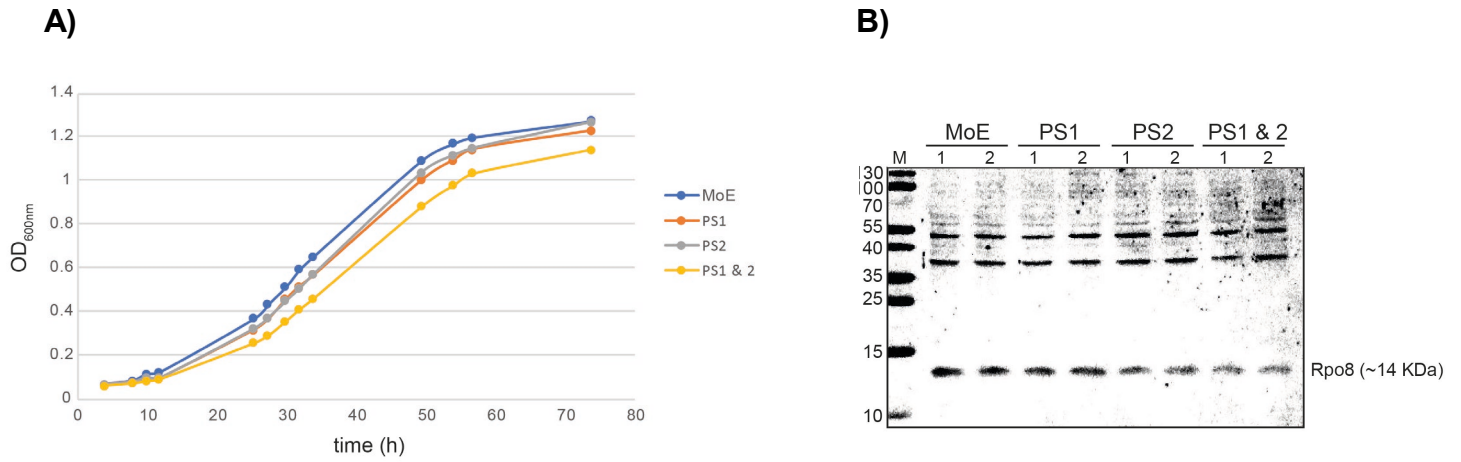 A)
1.4
1.2
1
0.8
0.6
0.4
0.2
0
OD600nm
0 10 20 30 40 50 60 70 80
time (h)
MoE
PS1
PS2
PS1 & 2
B)
MoE PS1 PS2 PS1 & 2
M 1 2 1 2 1 2 1 2
130
100
70
55
40
35
25
15
10
Rpo8 (~14 KDa)